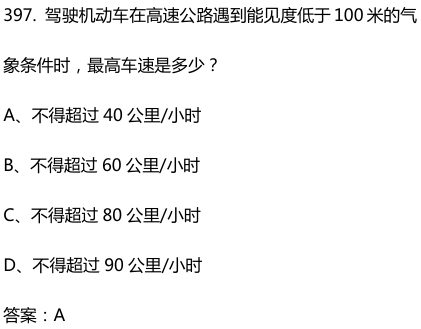 397. 驾驶机动车在高速公路遇到能见度低于 100 米的气
象条件时，最高车速是多少？
A、不得超过 40 公里/小时
B、不得超过 60 公里/小时
C、不得超过 80 公里/小时
D、不得超过 90 公里/小时
答案：A